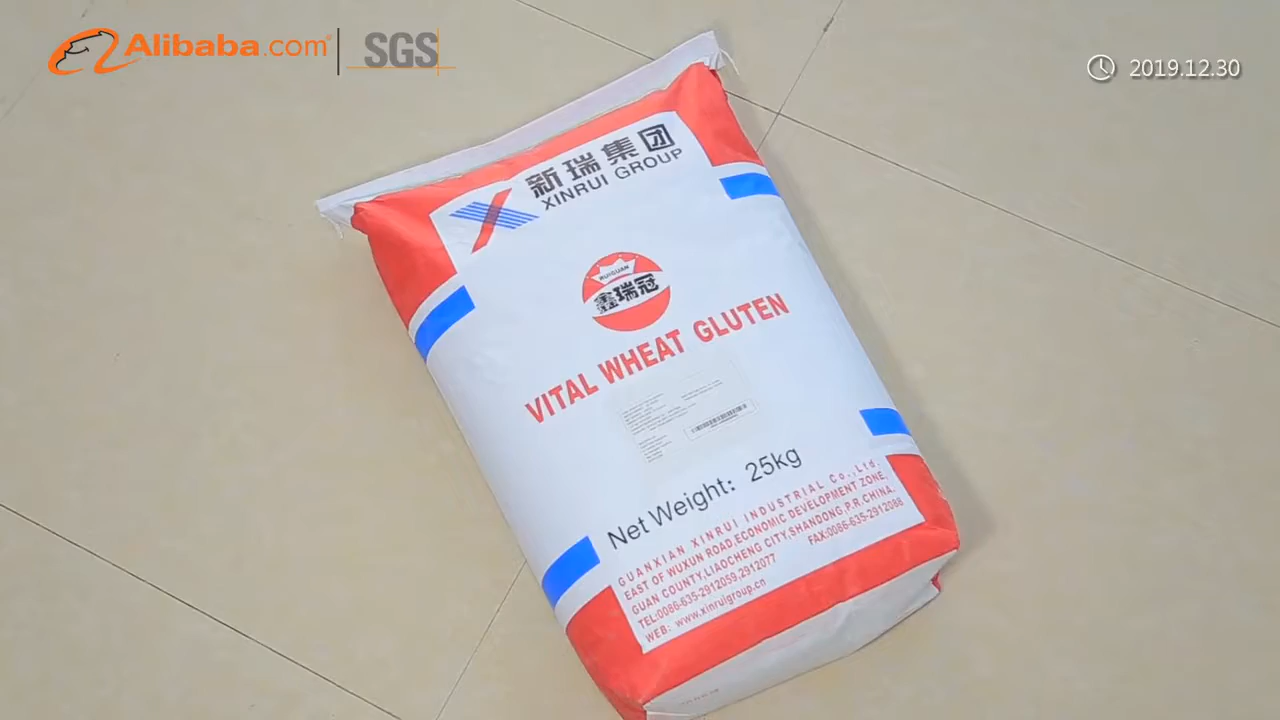 Alibaba.com
SGS
2019.12.30
新瑞集团
XINRUI GROUP
RUIGUAN
鑫瑞冠
VITAL WHEAT GLUTEN
Net Weight: 25kg
GUANXIAN XINRUI INDUSTRIAL Co.,Ltd.
EAST OF WUXUN ROAD,ECONOMIC DEVELOPMENT ZONE,
GUAN COUNTY,LIAOCHENG CITY,SHANDONG,P.R.CHINA.
TEL:0086-635-2912059,2912077 FAX:0086-635-2912088
WEB: www.xinruigroup.cn